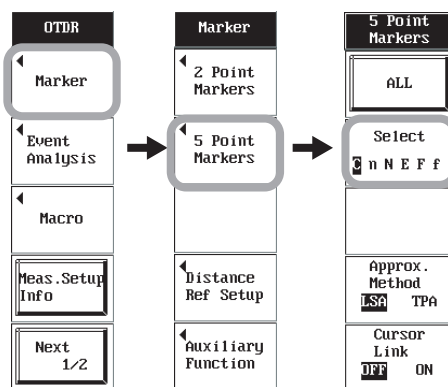 OTDR
Marker
Event
Analysis
Macro
Meas.Setup
Info
Next
1/2
Marker
2 Point
Markers
5 Point
Markers
Distance
Ref Setup
Auxiliary
Function
5 Point
Markers
ALL
Select
C n N E F f
Approx.
Method
LSA TPA
Cursor
Link
OFF ON